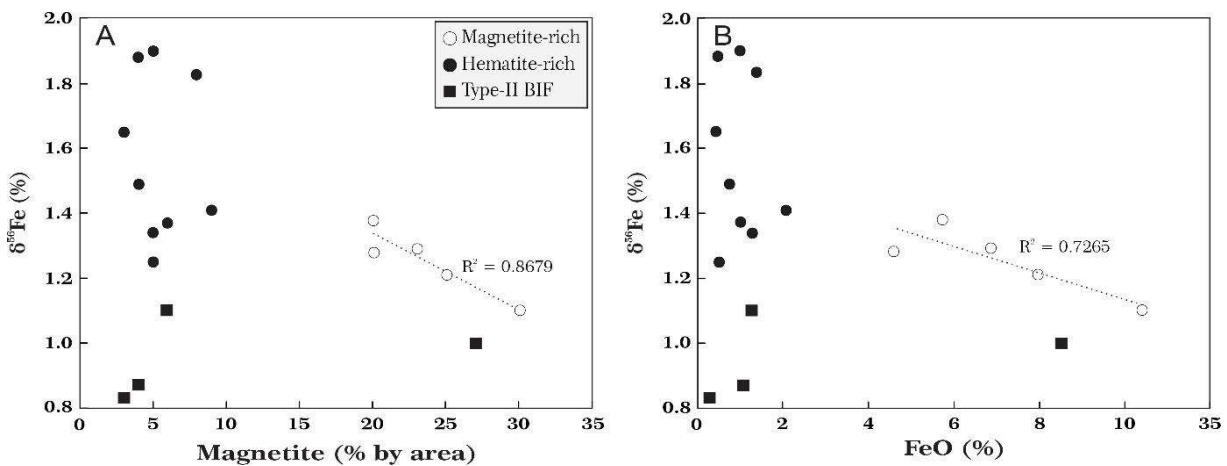 A
Magnetite-rich
Hematite-rich
Type-II BIF
2.0
1.8
1.6
1.4
1.2
1.0
0.8
δ⁵⁶Fe (%)
R² = 0.8679
0 5 10 15 20 25 30 35
Magnetite (% by area)
B
2.0
1.8
1.6
1.4
1.2
1.0
0.8
δ⁵⁶Fe (%)
R² = 0.7265
0 2 4 6 8 10 35
FeO (%)